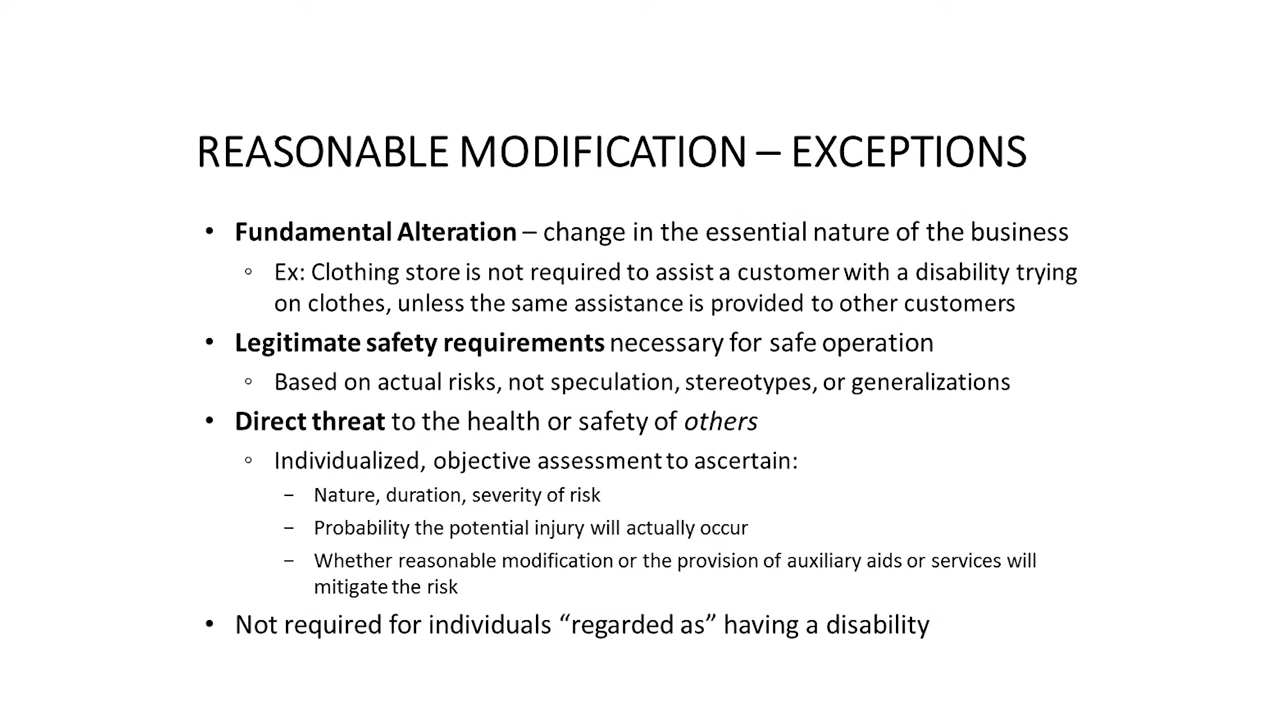 REASONABLE MODIFICATION – EXCEPTIONS
• Fundamental Alteration – change in the essential nature of the business
◦ Ex: Clothing store is not required to assist a customer with a disability trying
on clothes, unless the same assistance is provided to other customers
• Legitimate safety requirements necessary for safe operation
◦ Based on actual risks, not speculation, stereotypes, or generalizations
• Direct threat to the health or safety of others
◦ Individualized, objective assessment to ascertain:
− Nature, duration, severity of risk
− Probability the potential injury will actually occur
− Whether reasonable modification or the provision of auxiliary aids or services will
mitigate the risk
• Not required for individuals “regarded as” having a disability